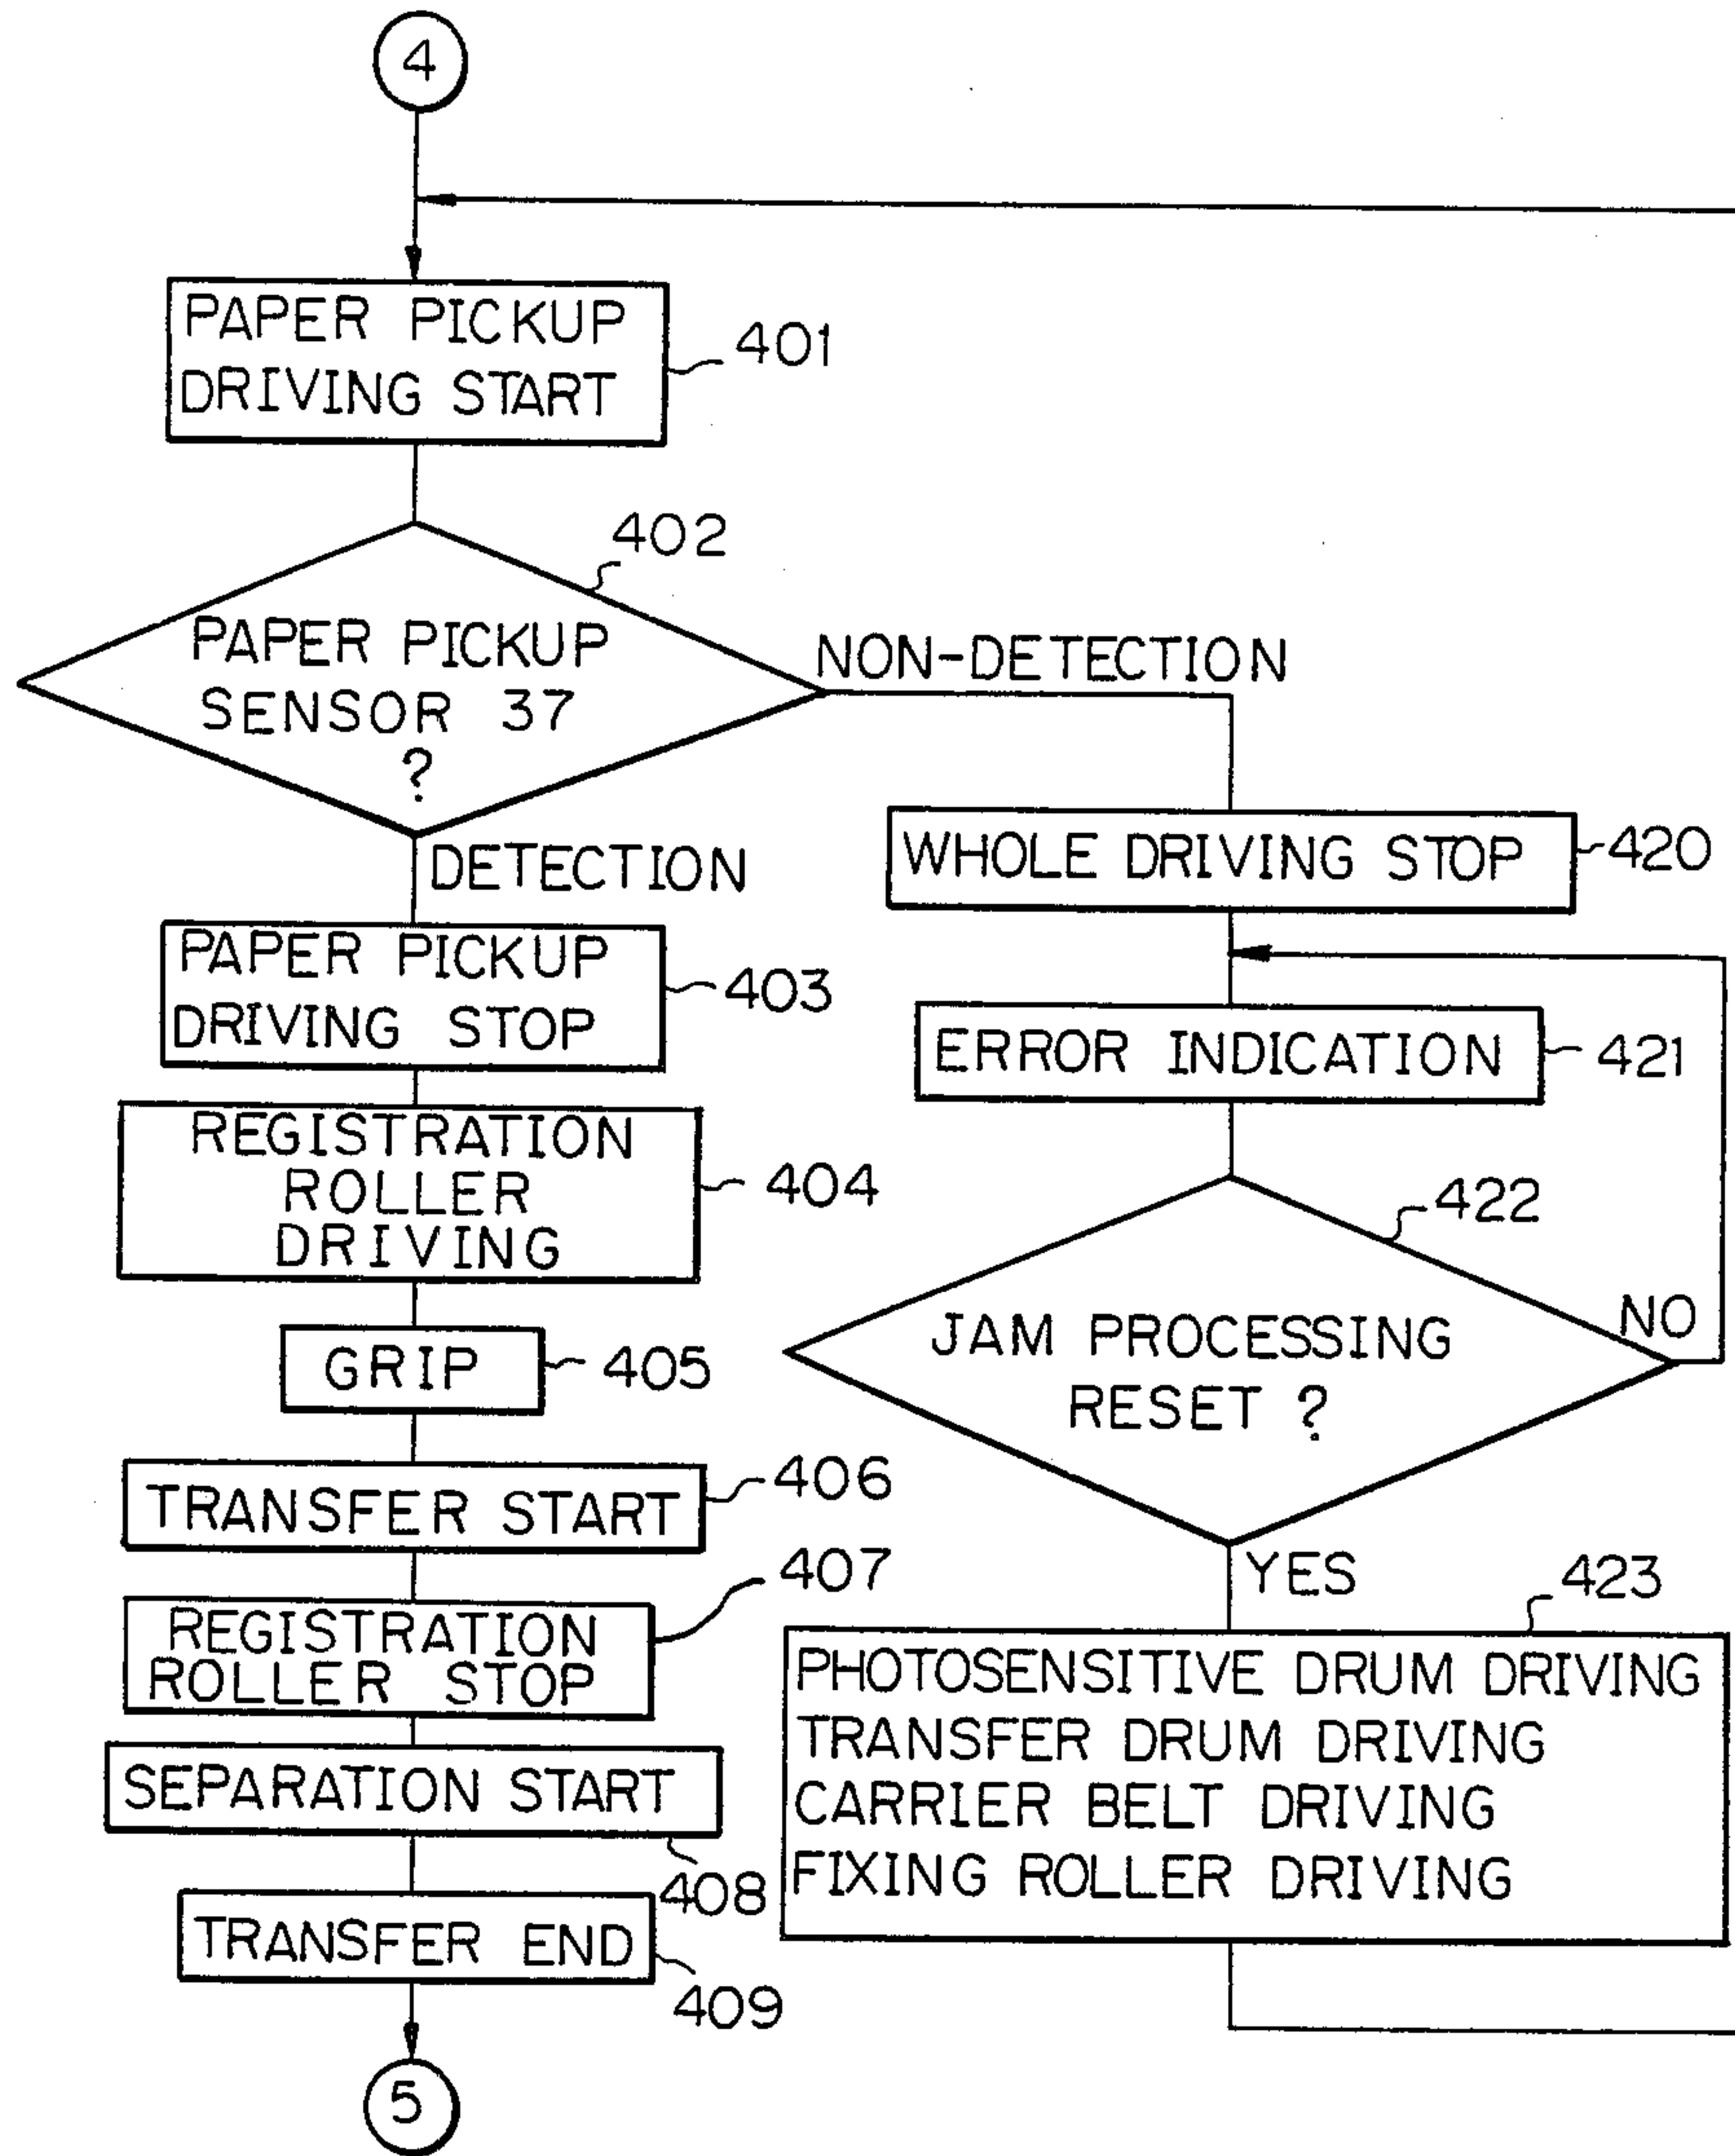 4
PAPER PICKUP
DRIVING START
401
402
PAPER PICKUP
SENSOR 37
?
NON-DETECTION
DETECTION
PAPER PICKUP
DRIVING STOP
403
REGISTRATION
ROLLER
DRIVING
404
GRIP
405
TRANSFER START
406
REGISTRATION
ROLLER STOP
407
SEPARATION START
408
TRANSFER END
409
5
WHOLE DRIVING STOP
420
ERROR INDICATION
421
422
JAM PROCESSING
RESET ?
NO
YES
423
PHOTOSENSITIVE DRUM DRIVING
TRANSFER DRUM DRIVING
CARRIER BELT DRIVING
FIXING ROLLER DRIVING